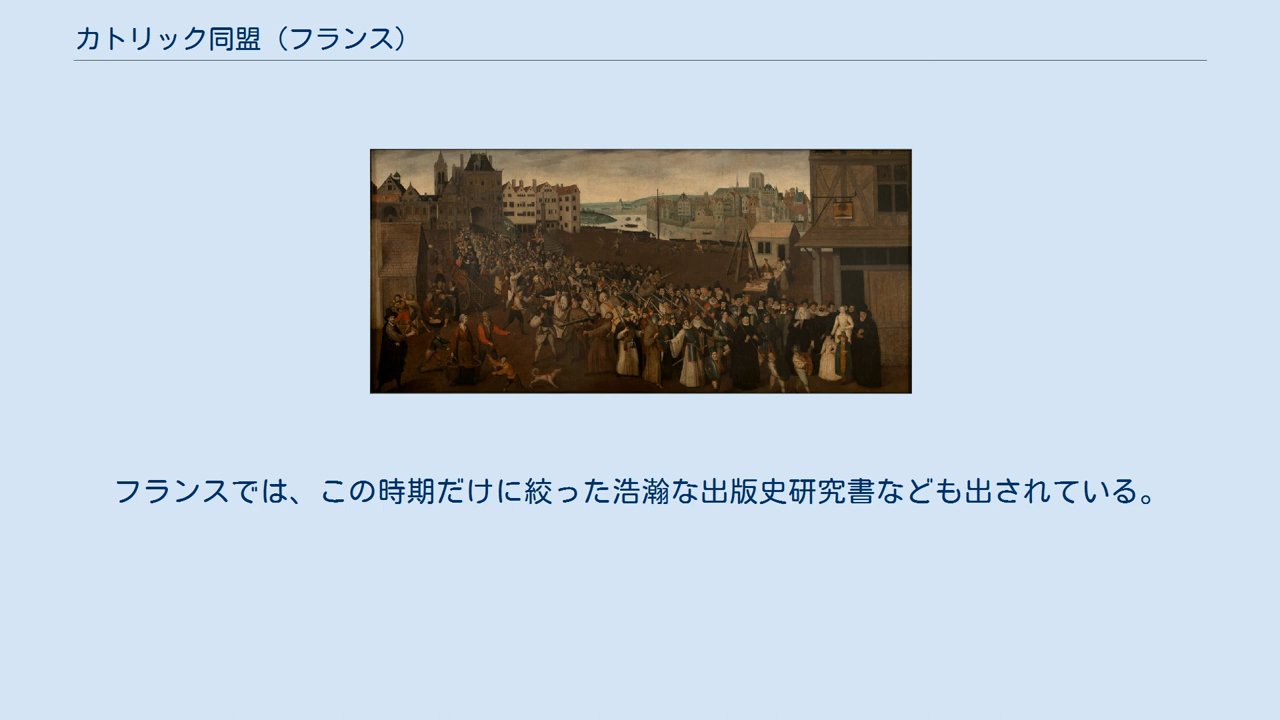 カトリック同盟（フランス）
フランスでは、この時期だけに絞った浩瀚な出版史研究書なども出されている。